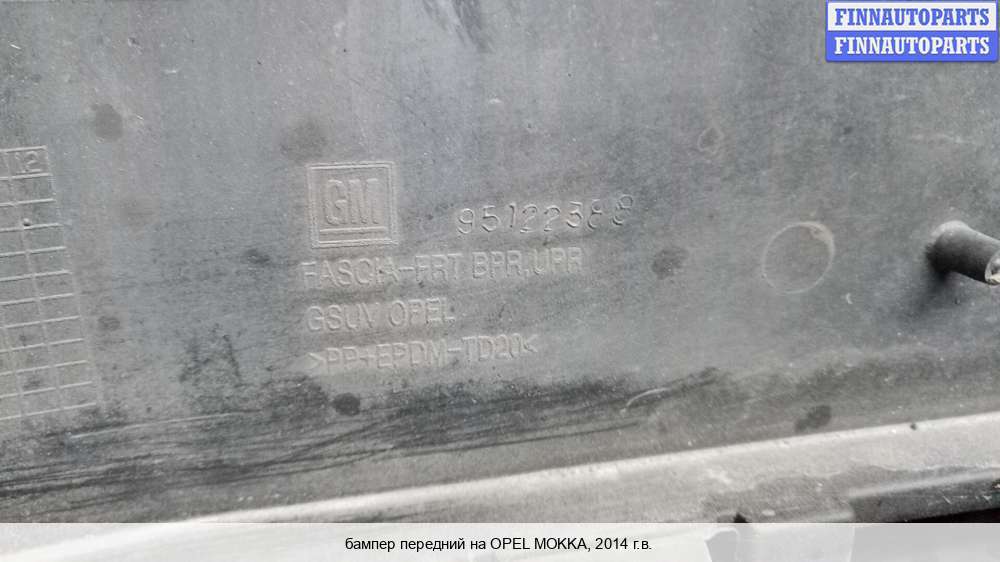 FINNAUTOPARTS
FINNAUTOPARTS
12
GM
95122388
FASCIA-FRT BPR,UPR
GSUV OPEL
>PP+EPDM-TD20<
бампер передний на OPEL MOKKA, 2014 г.в.